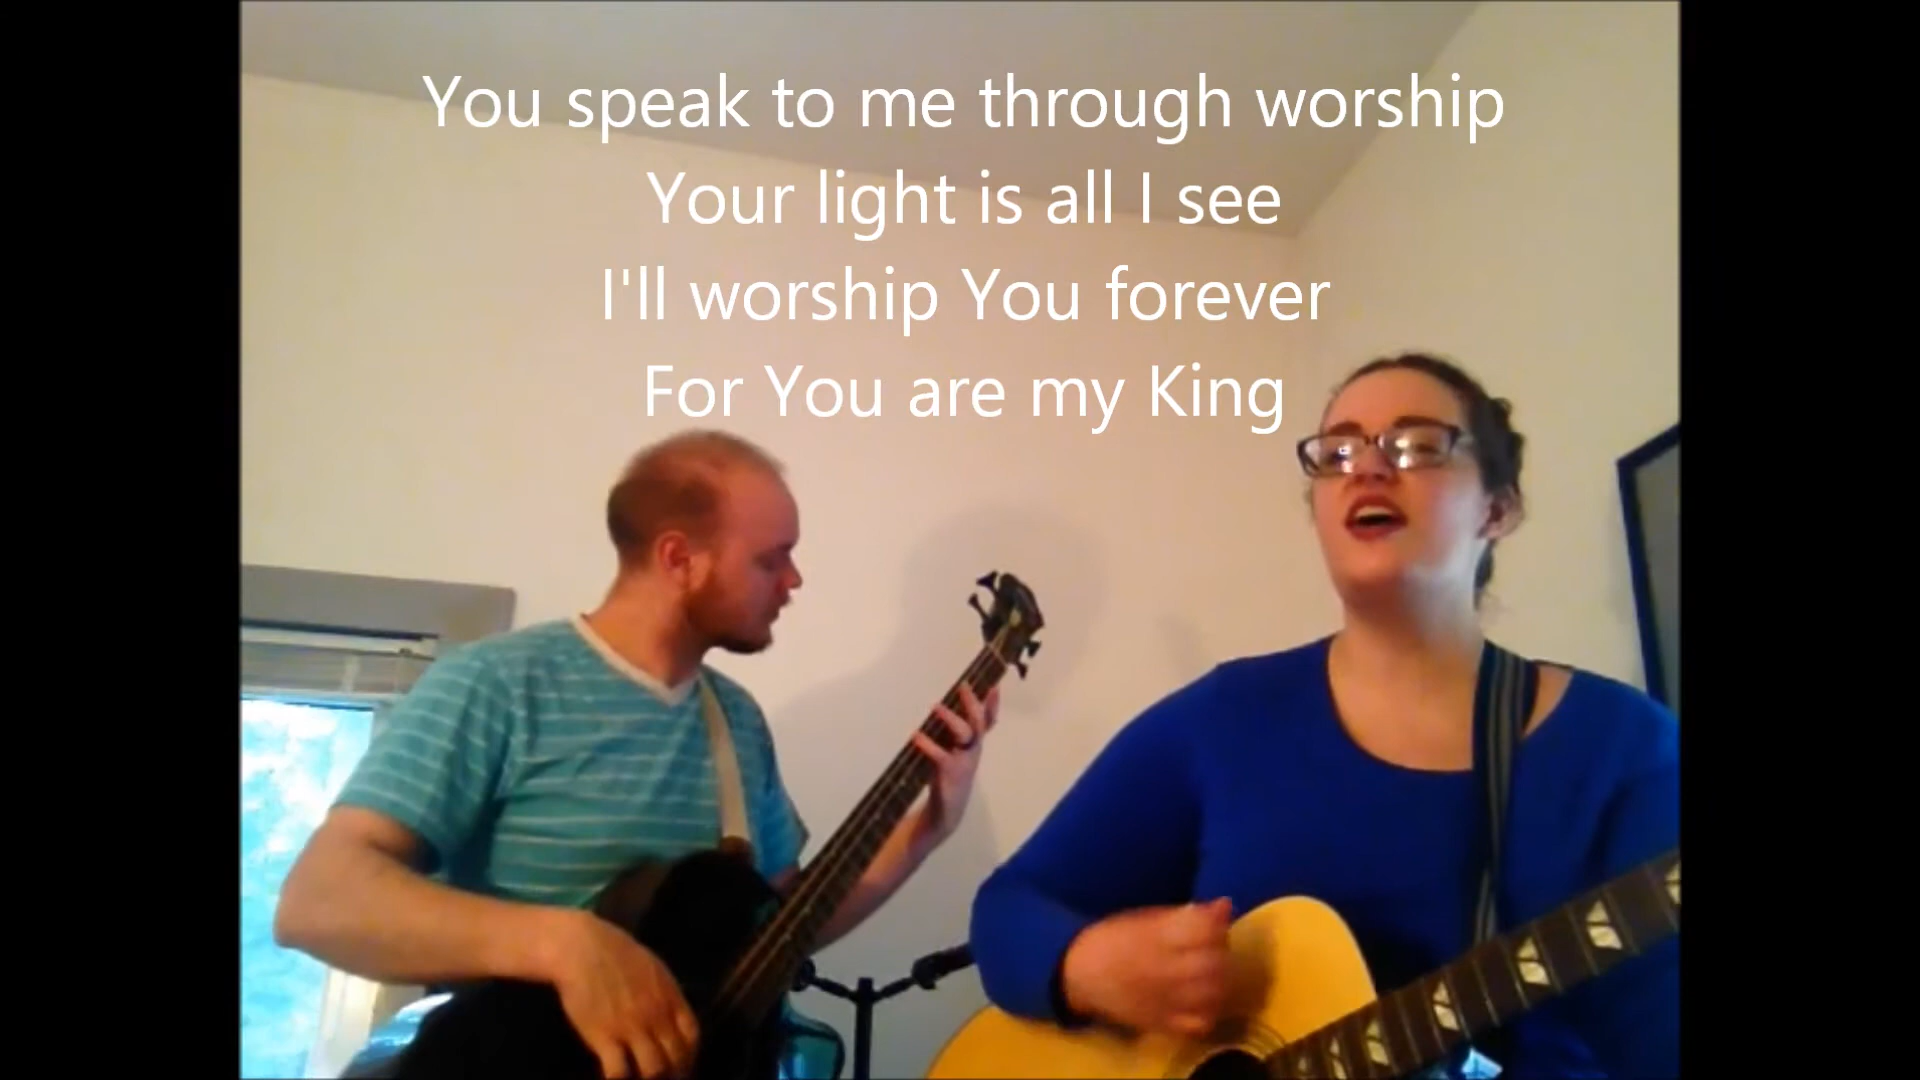 You speak to me through worship
Your light is all I see
I'll worship You forever
For You are my King